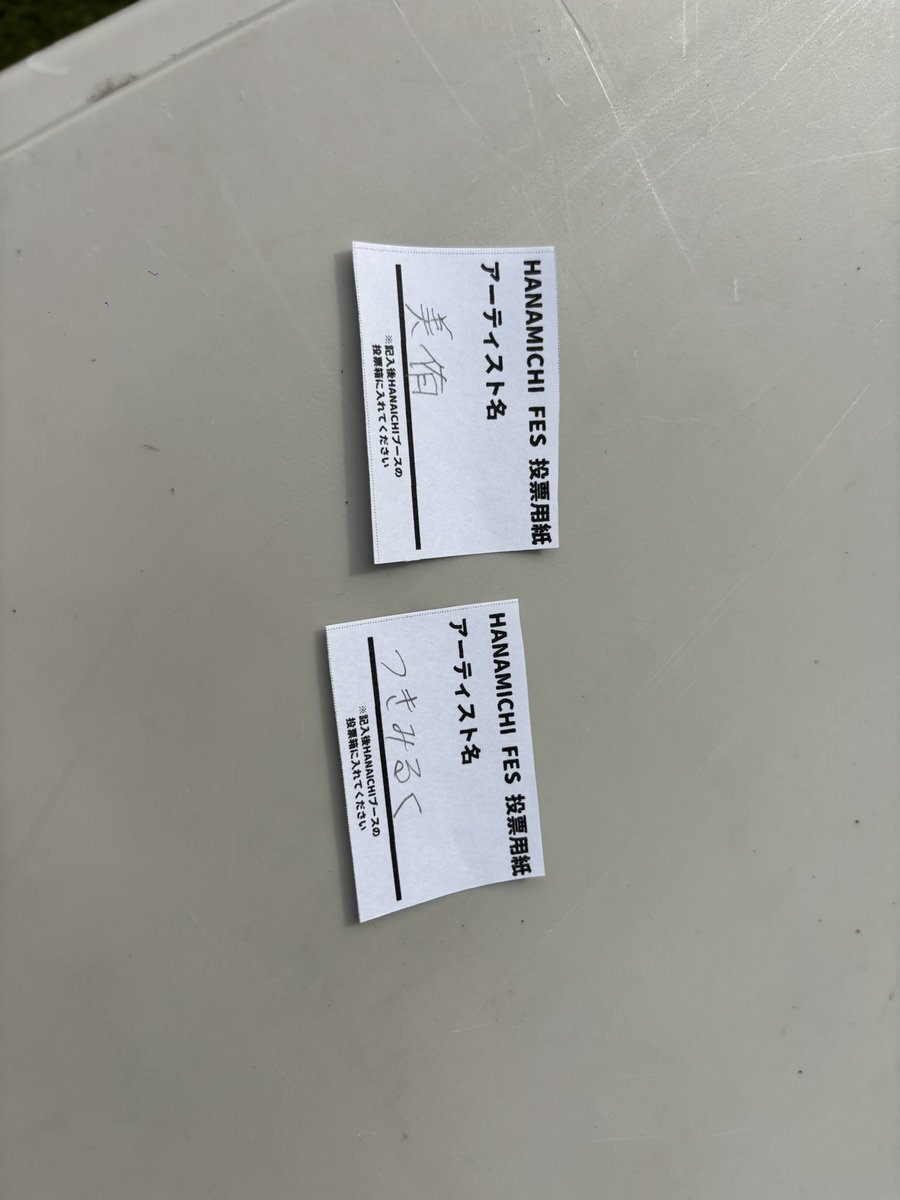 HANAMICHI FES 投票用紙
アーティスト名
美侑
※記入後HANAICHIブースの
投票箱に入れてください
HANAMICHI FES 投票用紙
アーティスト名
つきみるく
※記入後HANAICHIブースの
投票箱に入れてください